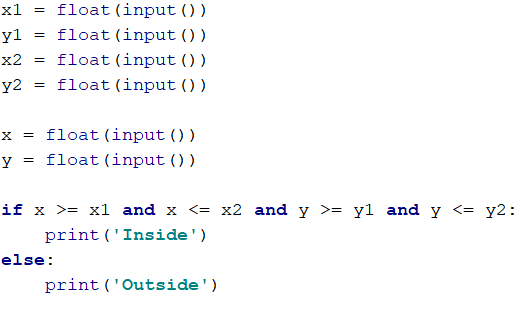 x1 = float(input())
y1 = float(input())
x2 = float(input())
y2 = float(input())
x = float(input())
y = float(input())
if x >= x1 and x <= x2 and y >= y1 and y <= y2:
    print('Inside')
else:
    print('Outside')